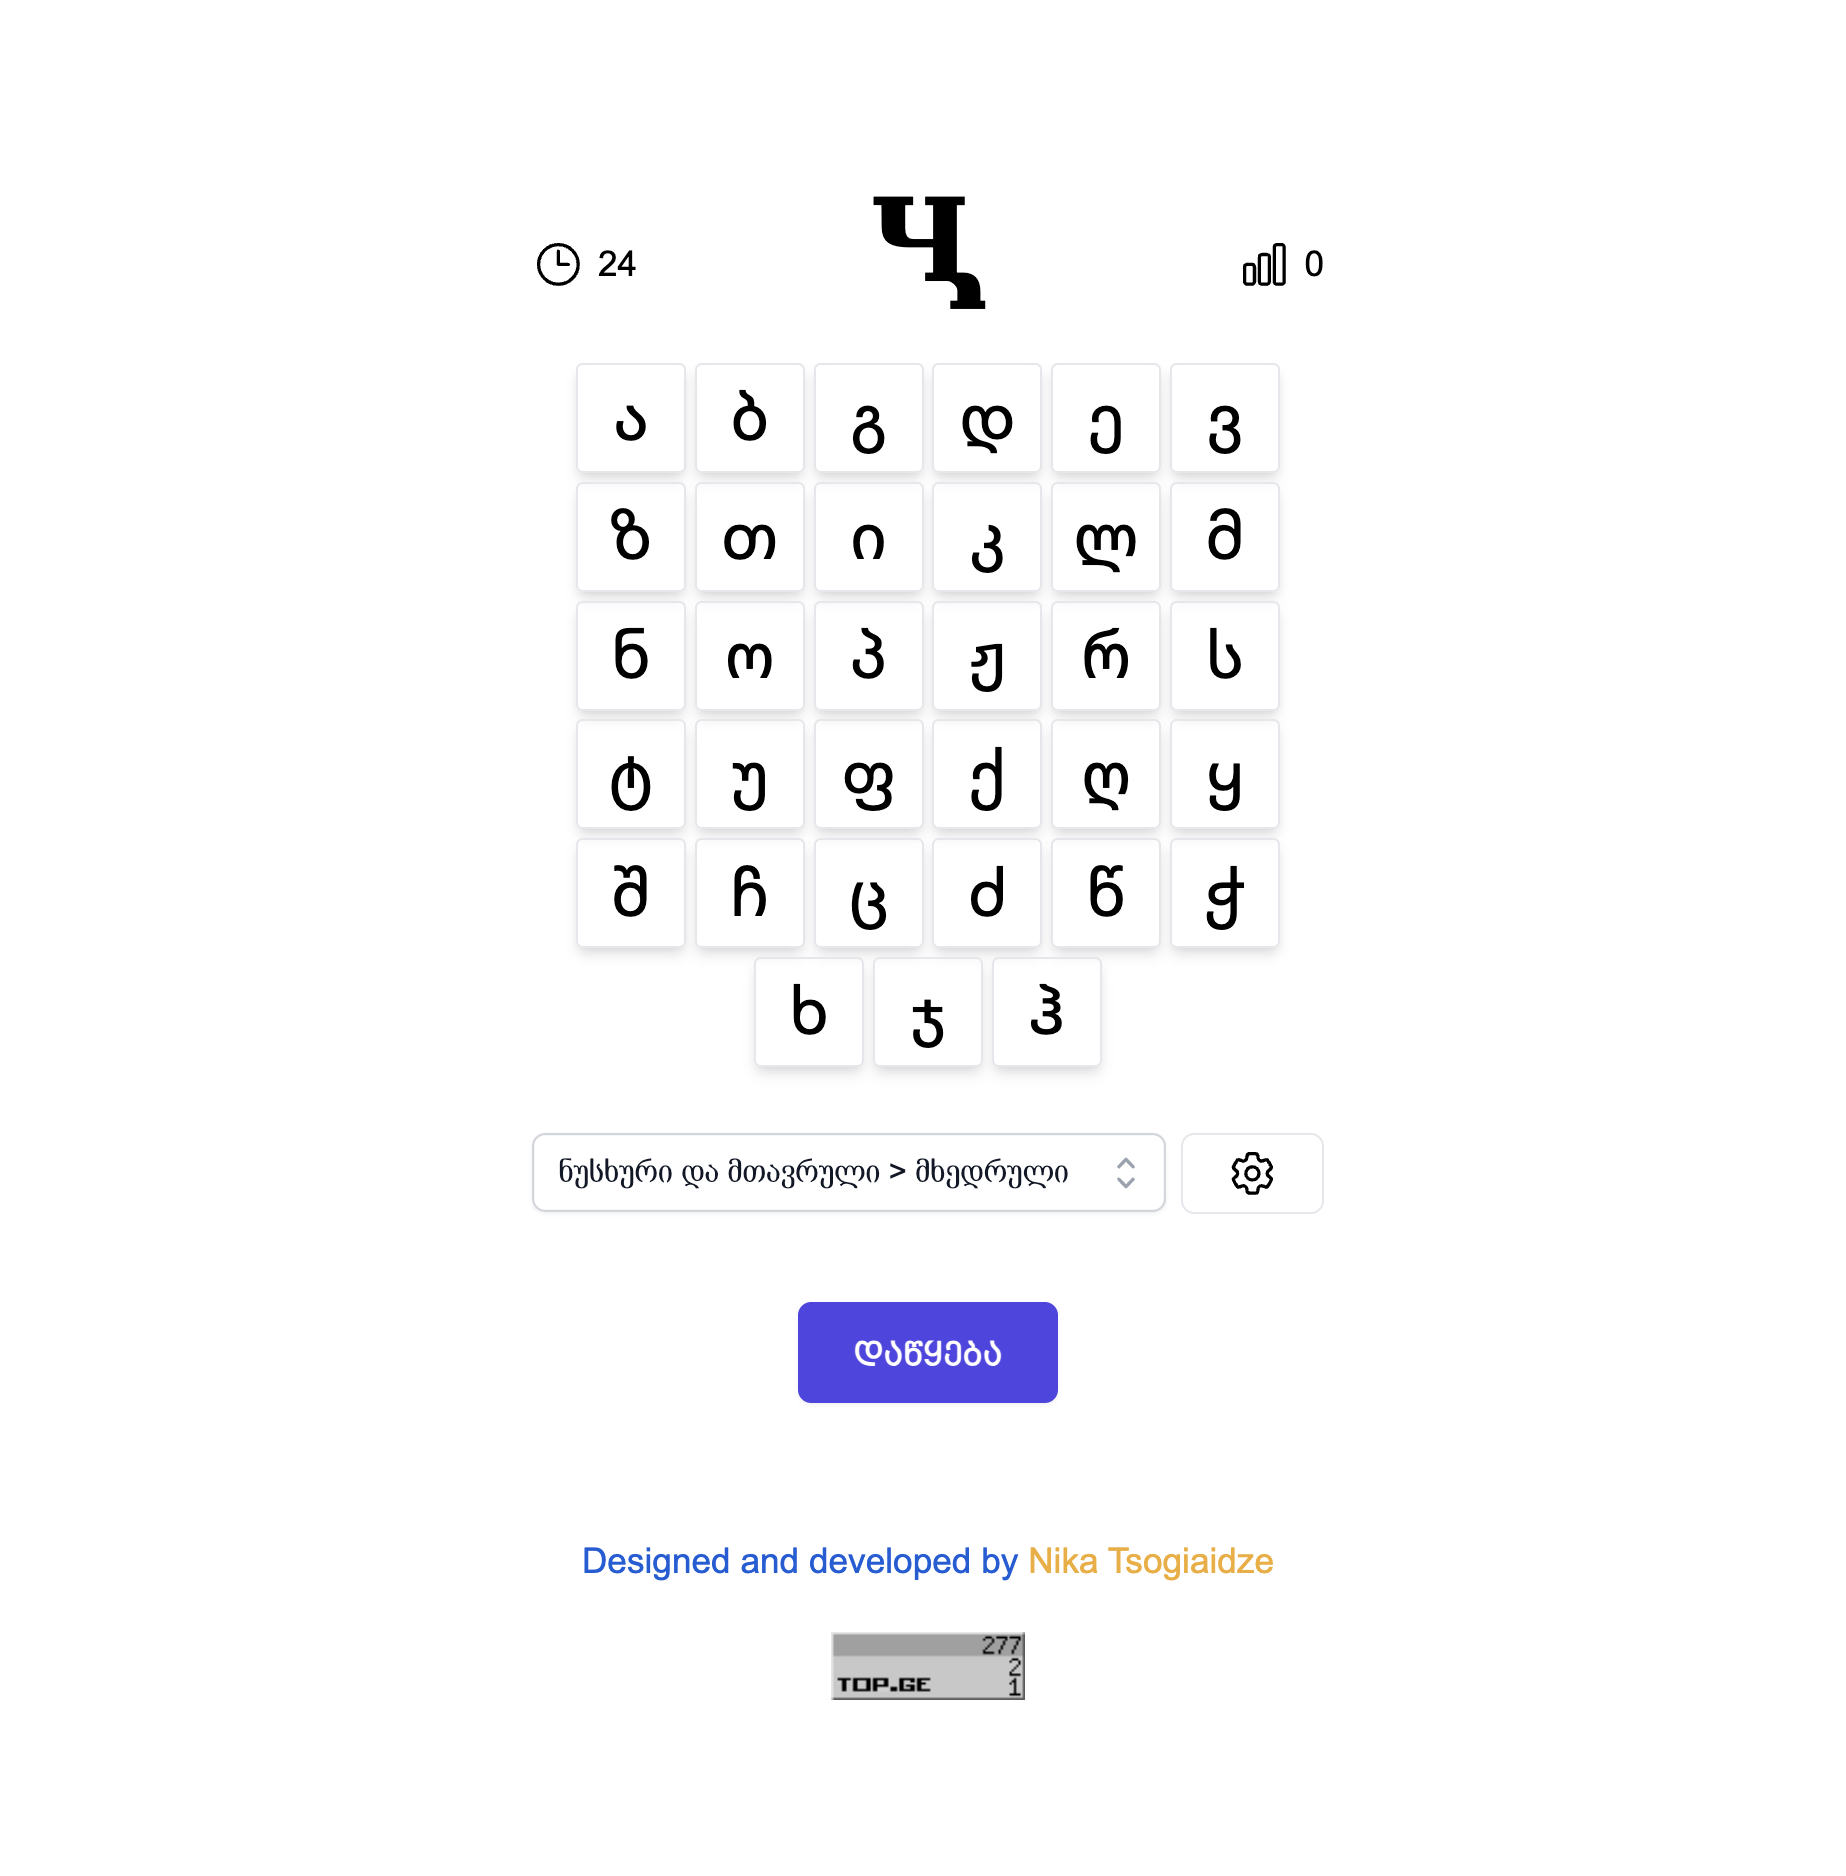 24
0
ა ბ გ დ ე ვ
ზ თ ი კ ლ მ
ნ ო პ ჟ რ ს
ტ უ ფ ქ ღ ყ
შ ჩ ც ძ წ ჭ
ხ ჯ ჰ
ნუსხური და მთავრული > მხედრული
ᲓᲐᲬᲧᲔᲑᲐ
Designed and developed by Nika Tsogiaidze
277
2
TOP.GE 1